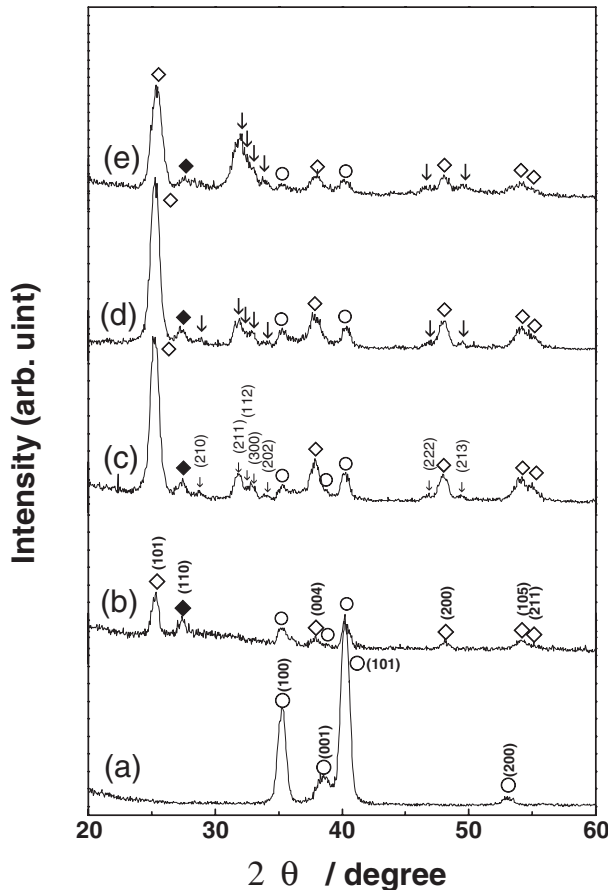 Intensity (arb. uint)
(e)
(d)
(c)
(210)
(211)
(112)
(300)
(202)
(222)
(213)
(b)
(101)
(110)
(004)
(200)
(105)
(211)
(a)
(100)
(001)
(101)
(200)
20 30 40 50 60
2 θ / degree